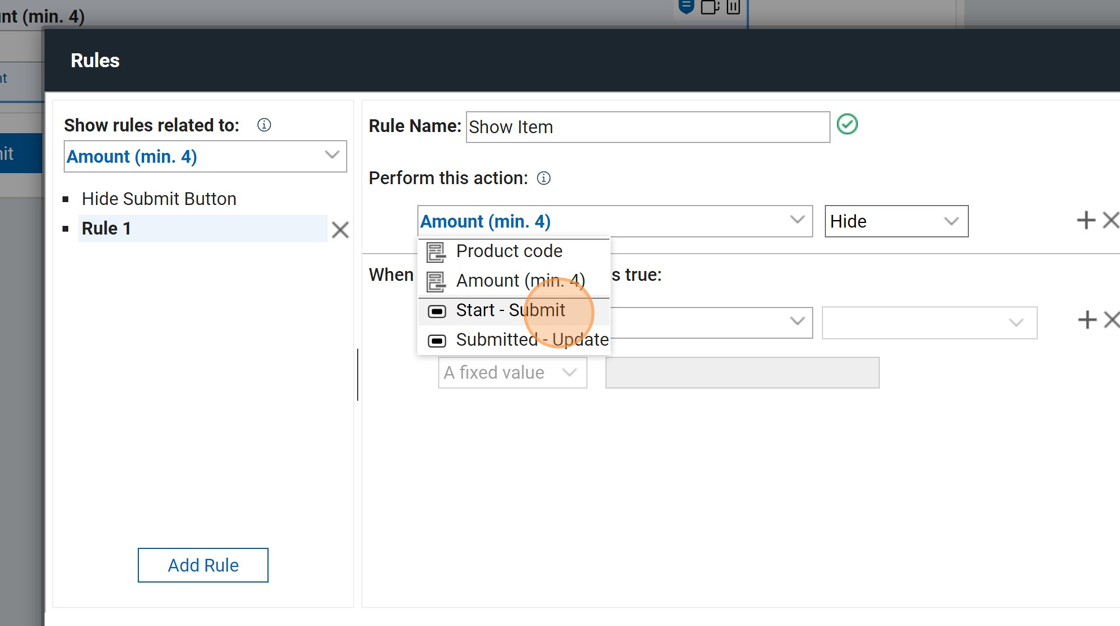 nt (min. 4)
Rules
nt
it
Show rules related to:
Amount (min. 4)
Hide Submit Button
Rule 1
Add Rule
Rule Name: Show Item
Perform this action:
Amount (min. 4) Hide
Product code
Amount (min. 4)
Start - Submit
Submitted - Update
When s true:
A fixed value